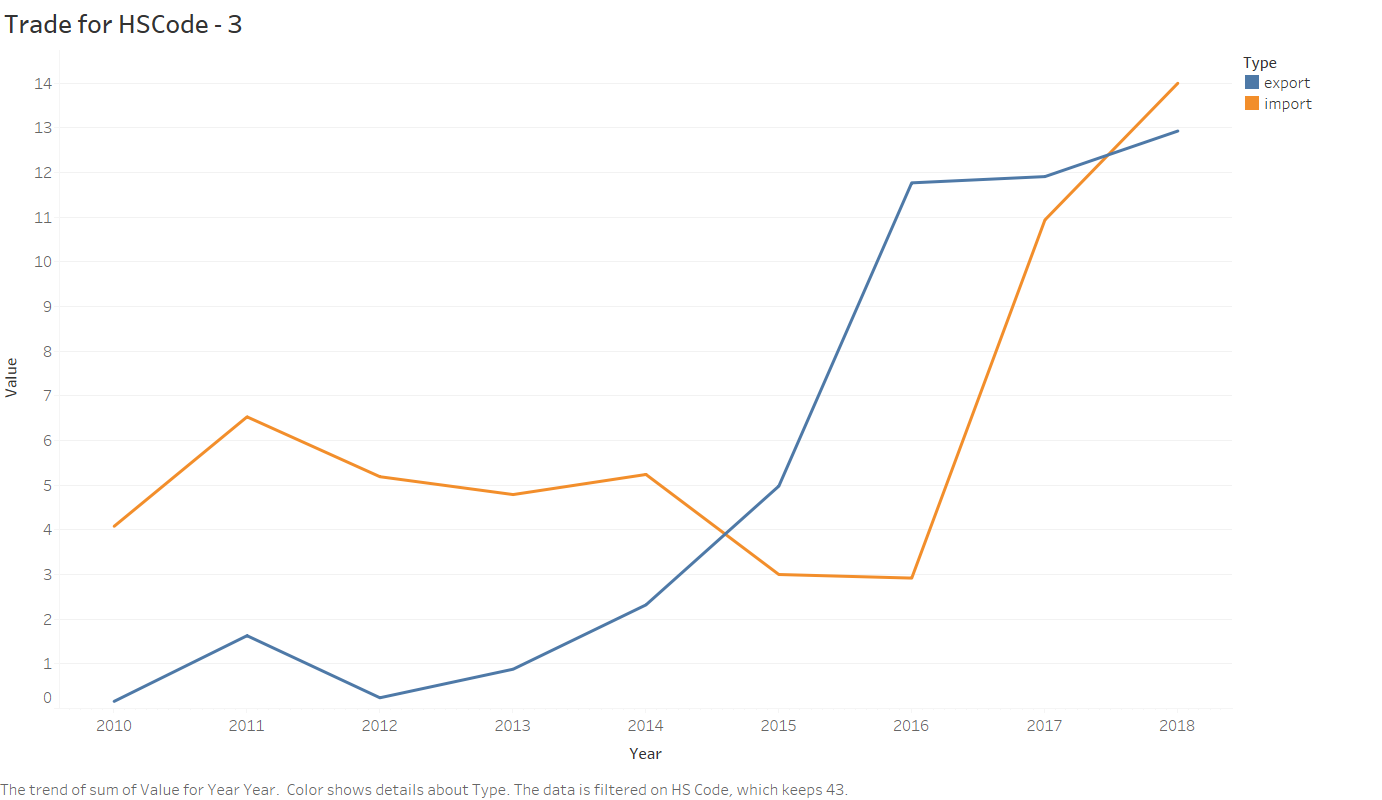 Trade for HSCode - 3
Type
export
import
14
13
12
11
10
9
8
7
6
5
4
3
2
1
0
Value
2010 2011 2012 2013 2014 2015 2016 2017 2018
Year
The trend of sum of Value for Year Year. Color shows details about Type. The data is filtered on HS Code, which keeps 43.